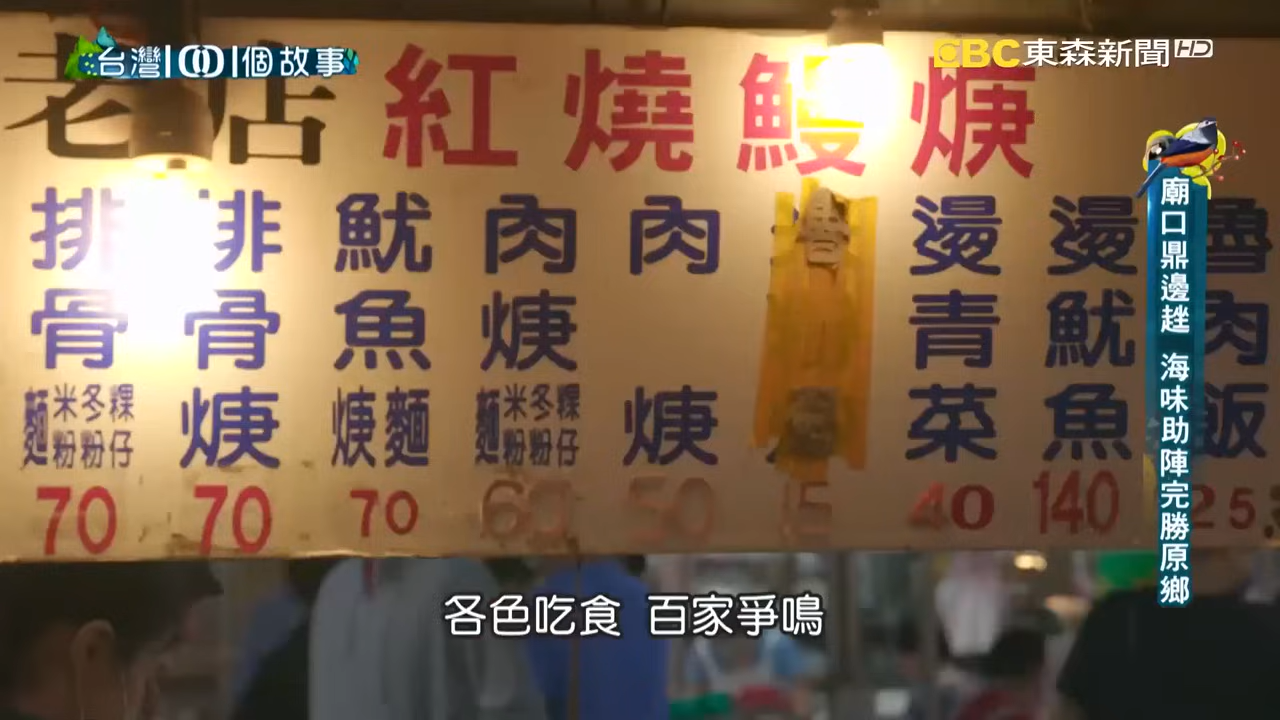 台灣1001個故事
EBC東森新聞HD
老店 紅燒鰻焿
排骨 麵 米粉 冬粉 粿仔 70
排骨焿 70
魷魚焿麵 70
肉焿 麵 米粉 冬粉 粿仔 60
肉焿 50
15
燙青菜 40
燙魷魚 140
魯肉飯 25
廟口鼎邊趖 海味助陣完勝原鄉
各色吃食 百家爭鳴